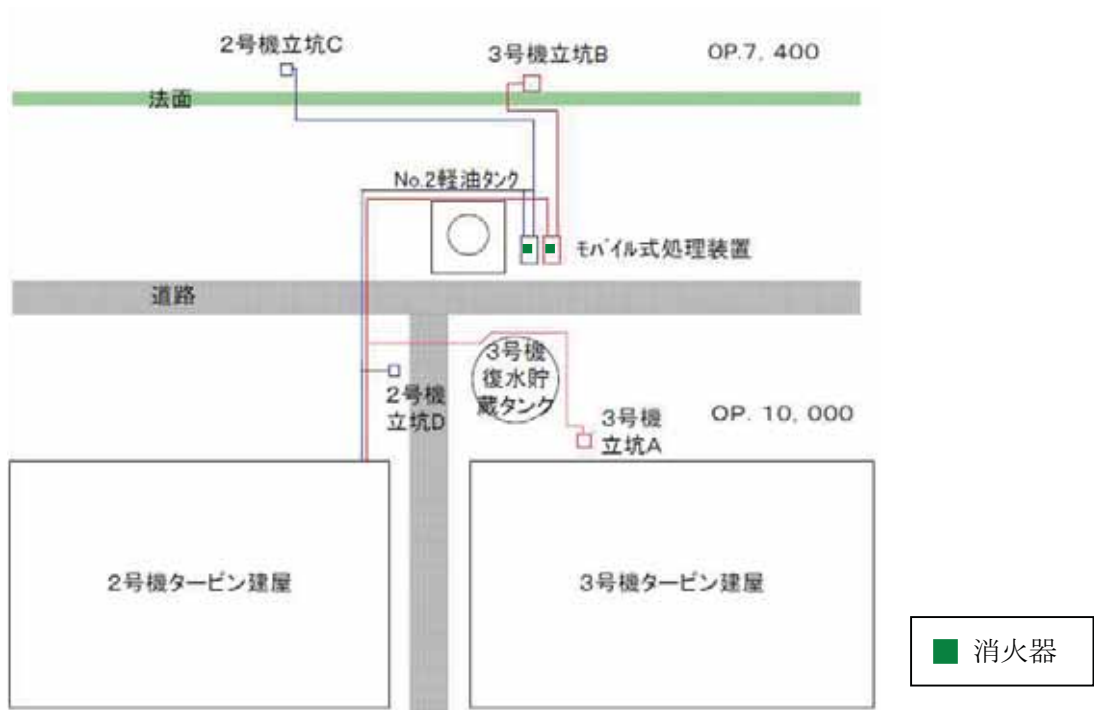 2号機立坑C
3号機立坑B
OP.7, 400
法面
No.2軽油タンク
モバイル式処理装置
道路
3号機
復水貯
蔵タンク
2号機
立坑D
3号機
立坑A
OP. 10, 000
2号機タービン建屋
3号機タービン建屋
消火器